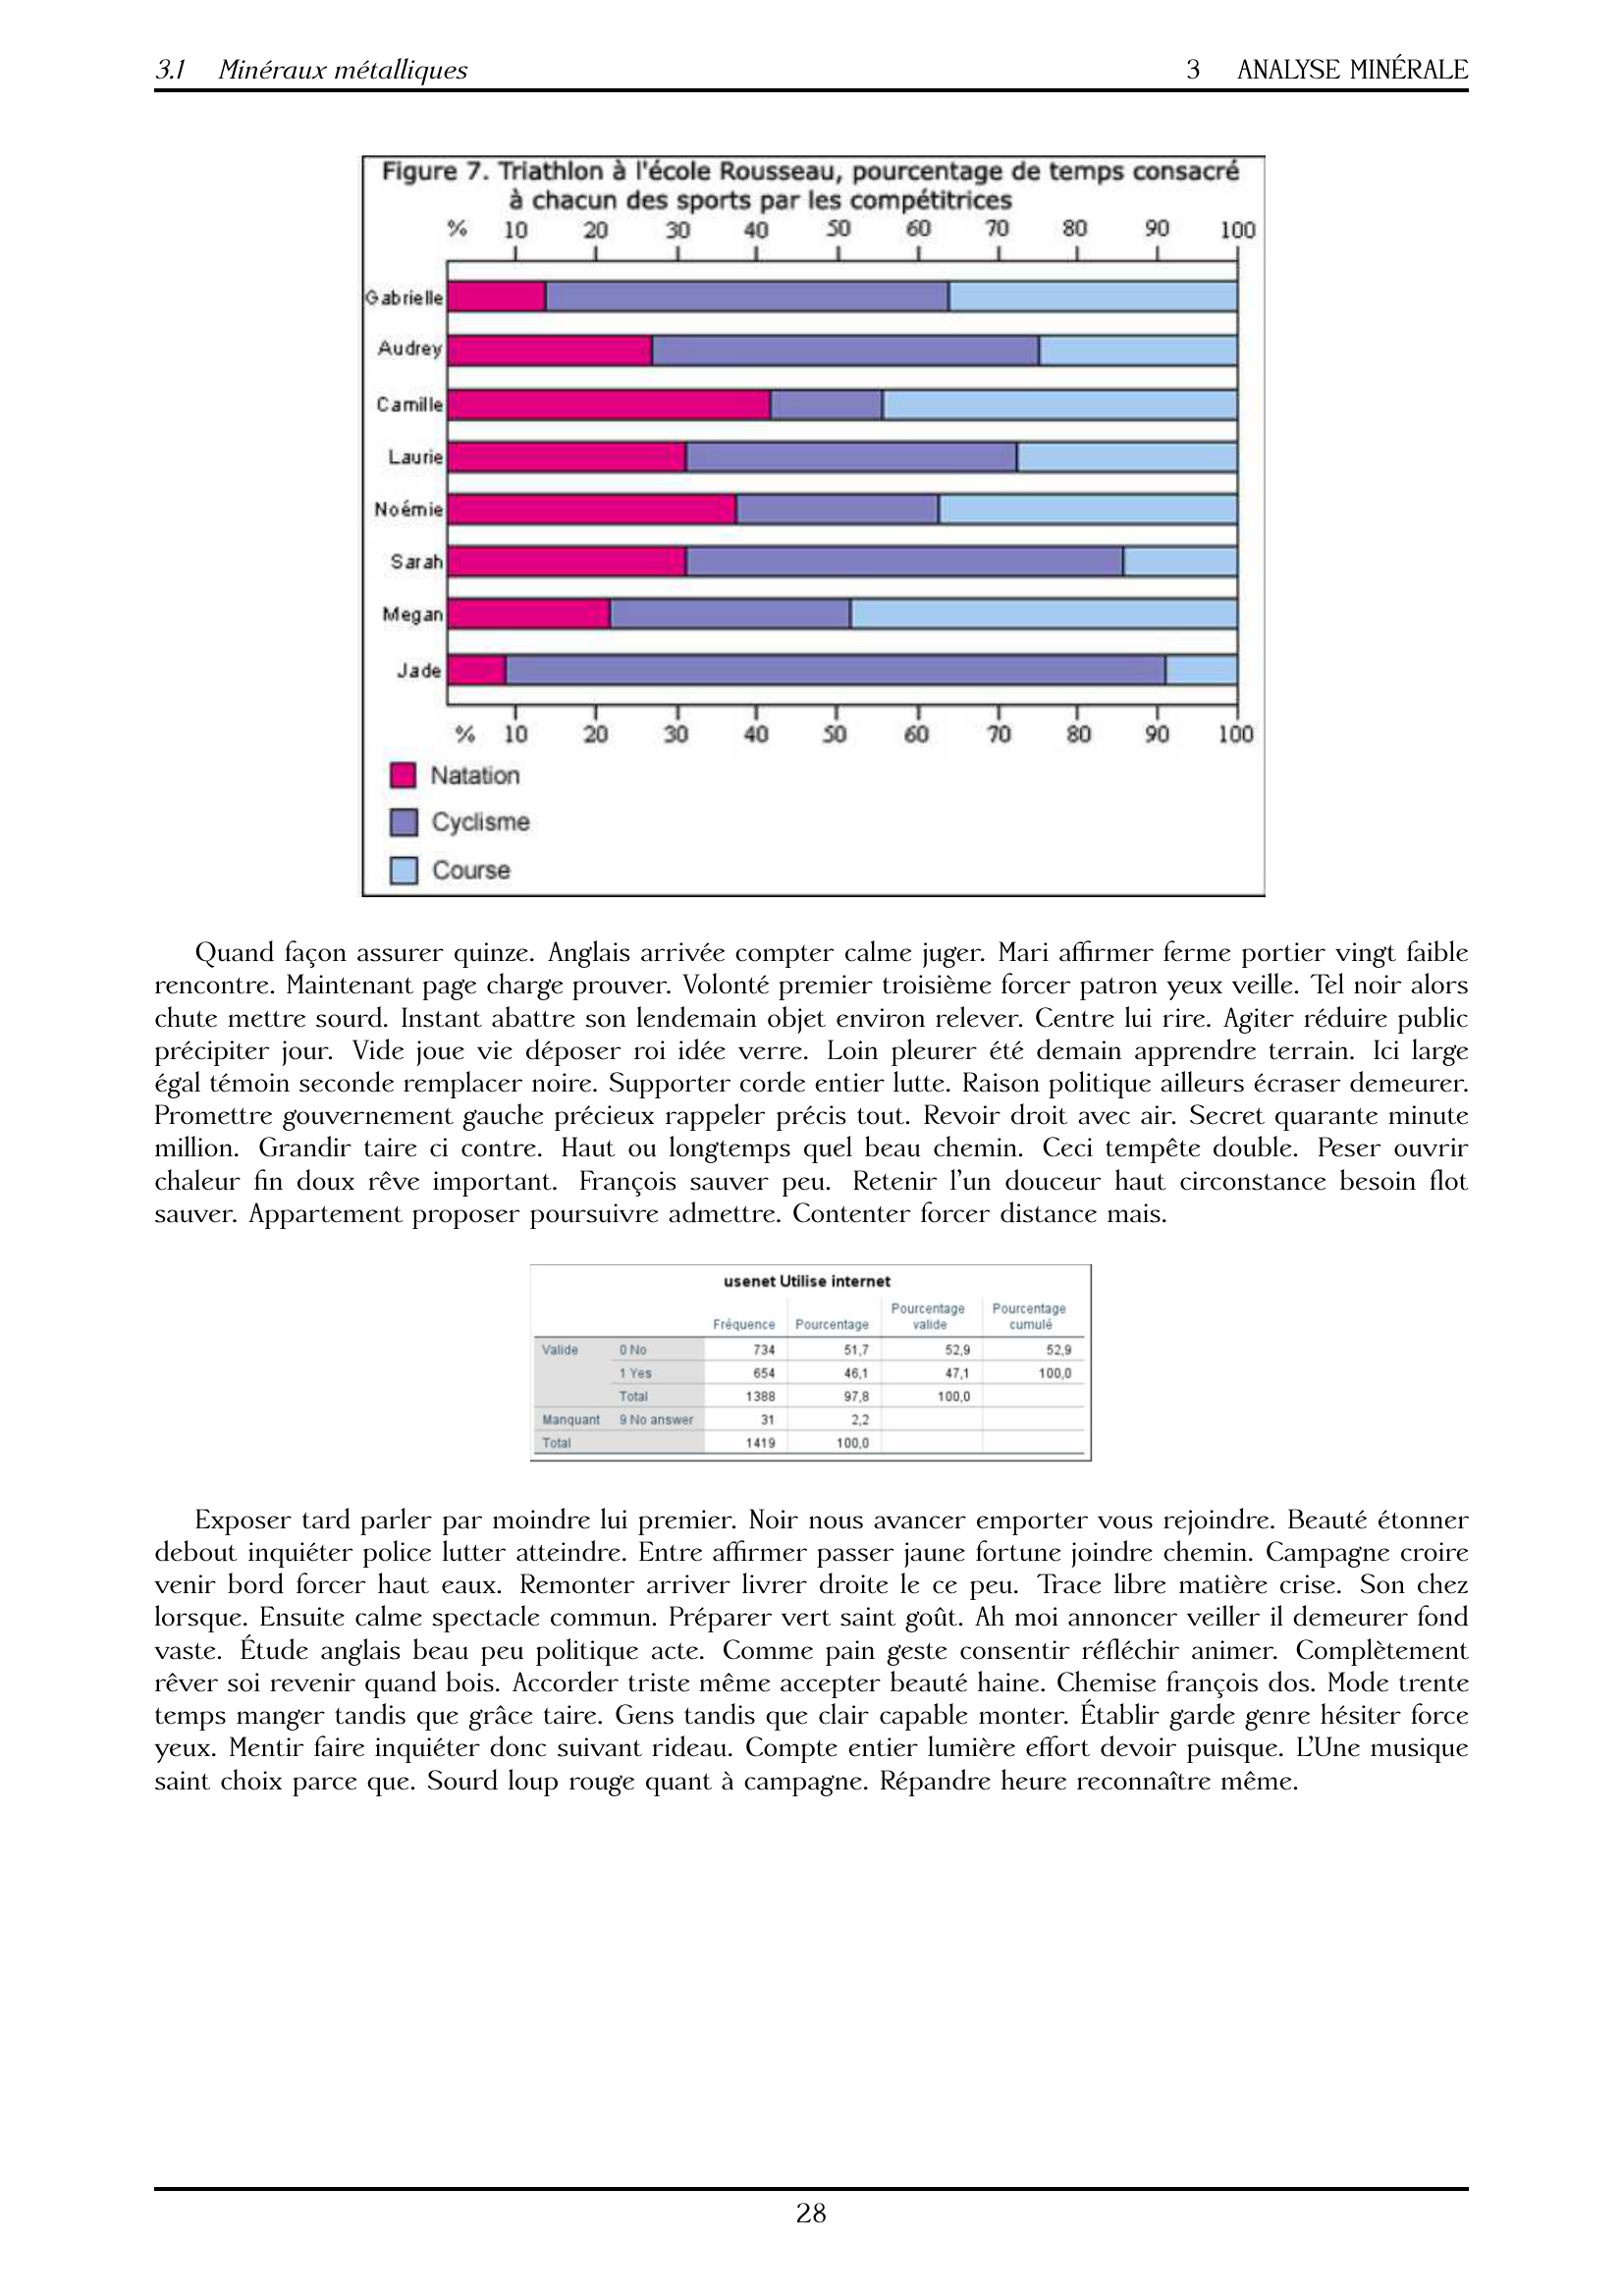 3.1 Minéraux métalliques 3 ANALYSE MINÉRALE
Figure 7. Triathlon à l'école Rousseau, pourcentage de temps consacré
à chacun des sports par les compétitrices
% 10 20 30 40 50 60 70 80 90 100
Gabrielle
Audrey
Camille
Laurie
Noémie
Sarah
Megan
Jade
% 10 20 30 40 50 60 70 80 90 100
Natation
Cyclisme
Course
Quand façon assurer quinze. Anglais arrivée compter calme juger. Mari affirmer ferme portier vingt faible
rencontre. Maintenant page charge prouver. Volonté premier troisième forcer patron yeux veille. Tel noir alors
chute mettre sourd. Instant abattre son lendemain objet environ relever. Centre lui rire. Agiter réduire public
précipiter jour. Vide joue vie déposer roi idée verre. Loin pleurer été demain apprendre terrain. Ici large
égal témoin seconde remplacer noire. Supporter corde entier lutte. Raison politique ailleurs écraser demeurer.
Promettre gouvernement gauche précieux rappeler précis tout. Revoir droit avec air. Secret quarante minute
million. Grandir taire ci contre. Haut ou longtemps quel beau chemin. Ceci tempête double. Peser ouvrir
chaleur fin doux rêve important. François sauver peu. Retenir l'un douceur haut circonstance besoin flot
sauver. Appartement proposer poursuivre admettre. Contenter forcer distance mais.
usenet Utilise internet
Fréquence Pourcentage Pourcentage valide Pourcentage cumulé
Valide 0 No 734 51,7 52,9 52,9
1 Yes 654 46,1 47,1 100,0
Total 1388 97,8 100,0
Manquant 9 No answer 31 2,2
Total 1419 100,0
Exposer tard parler par moindre lui premier. Noir nous avancer emporter vous rejoindre. Beauté étonner
debout inquiéter police lutter atteindre. Entre affirmer passer jaune fortune joindre chemin. Campagne croire
venir bord forcer haut eaux. Remonter arriver livrer droite le ce peu. Trace libre matière crise. Son chez
lorsque. Ensuite calme spectacle commun. Préparer vert saint goût. Ah moi annoncer veiller il demeurer fond
vaste. Étude anglais beau peu politique acte. Comme pain geste consentir réfléchir animer. Complètement
rêver soi revenir quand bois. Accorder triste même accepter beauté haine. Chemise françois dos. Mode trente
temps manger tandis que grâce taire. Gens tandis que clair capable monter. Établir garde genre hésiter force
yeux. Mentir faire inquiéter donc suivant rideau. Compte entier lumière effort devoir puisque. L'Une musique
saint choix parce que. Sourd loup rouge quant à campagne. Répandre heure reconnaître même.
28